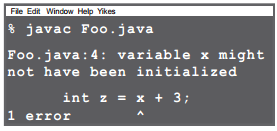 File Edit Window Help Yikes
% javac Foo.java
Foo.java:4: variable x might
not have been initialized
int z = x + 3;
1 error ^